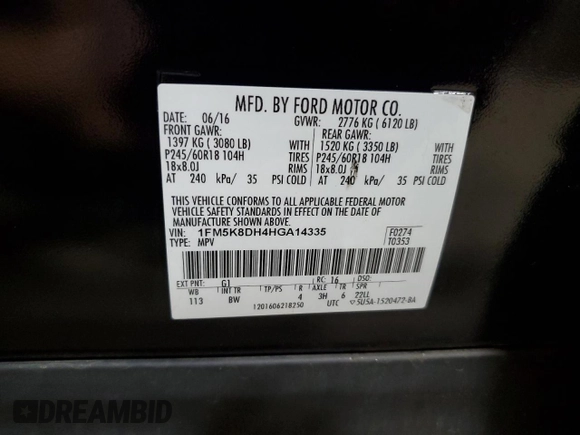 MFD. BY FORD MOTOR CO.
DATE: 06/16 GVWR: 2776 KG ( 6120 LB)
FRONT GAWR: REAR GAWR:
1397 KG ( 3080 LB) 1520 KG ( 3350 LB)
P245/60R18 104H TIRES P245/60R18 104H TIRES
18x8.0J RIMS 18x8.0J RIMS
AT 240 kPa/ 35 PSI COLD AT 240 kPa/ 35 PSI COLD
THIS VEHICLE CONFORMS TO ALL APPLICABLE FEDERAL MOTOR
VEHICLE SAFETY STANDARDS IN EFFECT ON THE DATE OF
MANUFACTURE SHOWN ABOVE.
VIN: 1FM5K8DH4HGA14335 F0274
TYPE: MPV T0353
EXT PNT: G1 RC: 16 DSO:
WB INT TR TP/PS R AXLE TR SPR
113 BW 4 3H 6 22LL
1201606218250 UTC 5USA-1520472-BA
DREAMBID